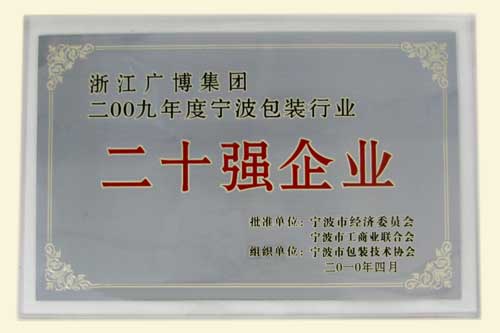 浙江广博集团
二00九年度宁波包装行业
二十强企业
批准单位：宁波市经济委员会
宁波市工商业联合会
组织单位：宁波市包装技术协会
二0一0年四月